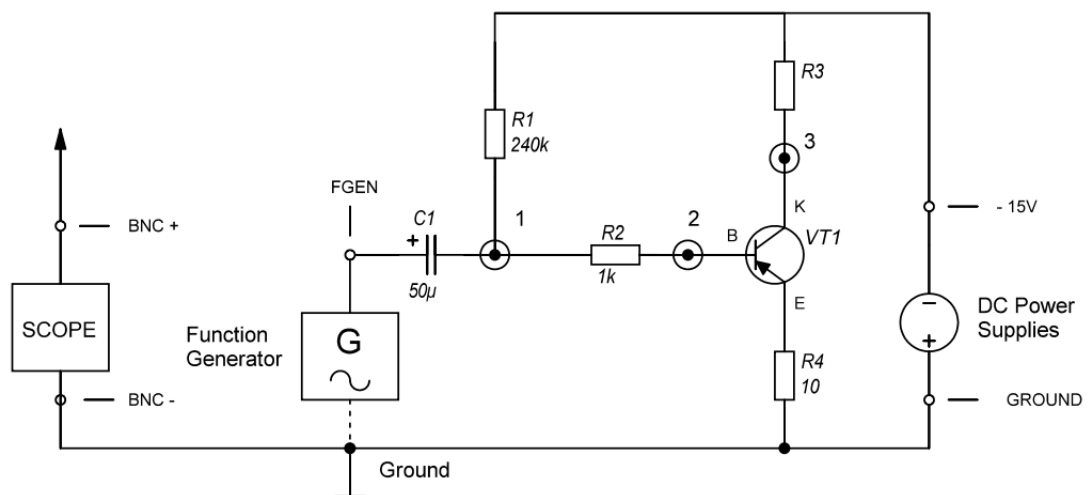 R1
240k
R3
3
FGEN
C1
+
50µ
1
R2
1k
2
B
K
VT1
E
- 15V
BNC +
SCOPE
BNC -
Function
Generator
G
R4
10
−
+
DC Power
Supplies
GROUND
Ground